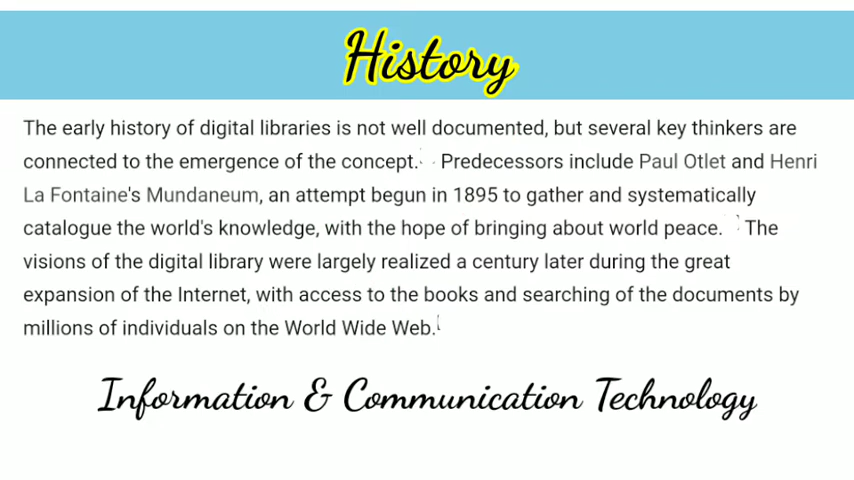 History
The early history of digital libraries is not well documented, but several key thinkers are
connected to the emergence of the concept. Predecessors include Paul Otlet and Henri
La Fontaine's Mundaneum, an attempt begun in 1895 to gather and systematically
catalogue the world's knowledge, with the hope of bringing about world peace. The
visions of the digital library were largely realized a century later during the great
expansion of the Internet, with access to the books and searching of the documents by
millions of individuals on the World Wide Web.
Information & Communication Technology